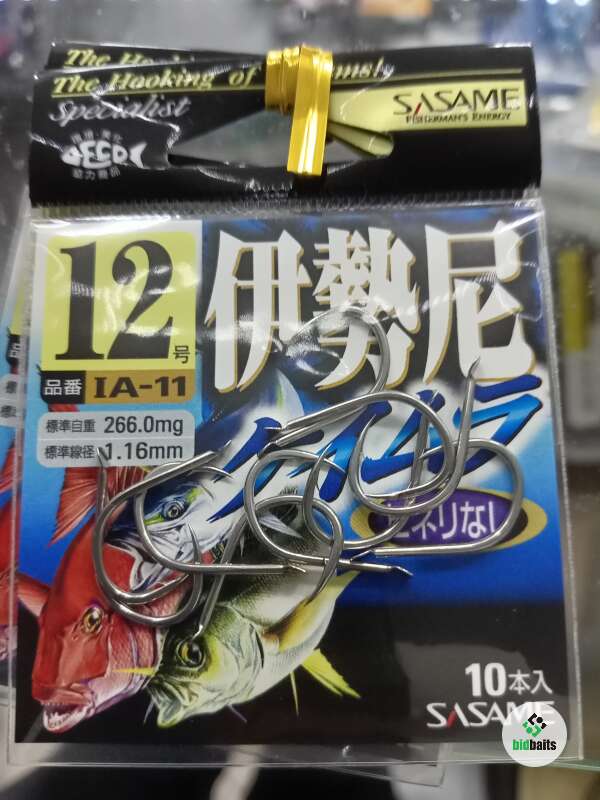 The Hooking of
SASAME
FISHERMAN'S ENERGY
Specialist
12号
伊勢尼
品番 IA-11
標準自重 266.0mg
標準線径 1.16mm
ケイムラ
ヒネリなし
10本入
SASAME
bidbaits